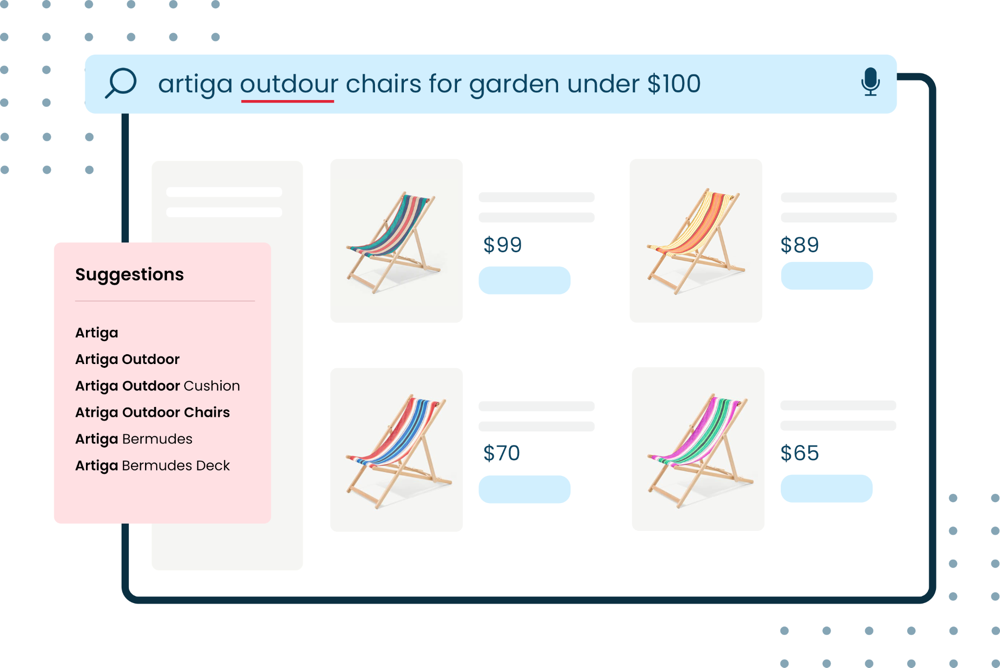 artiga outdour chairs for garden under $100
$99
$89
Suggestions
Artiga
Artiga Outdoor
Artiga Outdoor Cushion
Atriga Outdoor Chairs
Artiga Bermudes
Artiga Bermudes Deck
$70
$65